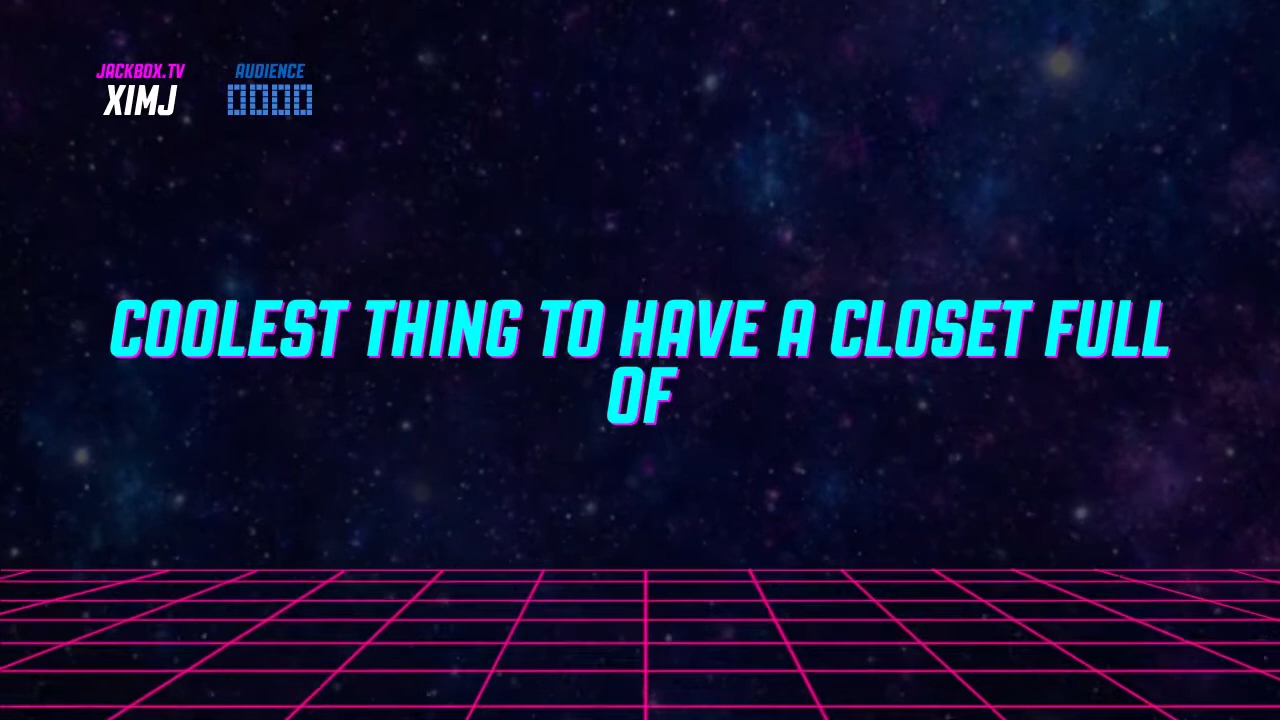 JACKBOX.TV
XIMJ
AUDIENCE
0000
COOLEST THING TO HAVE A CLOSET FULL
OF